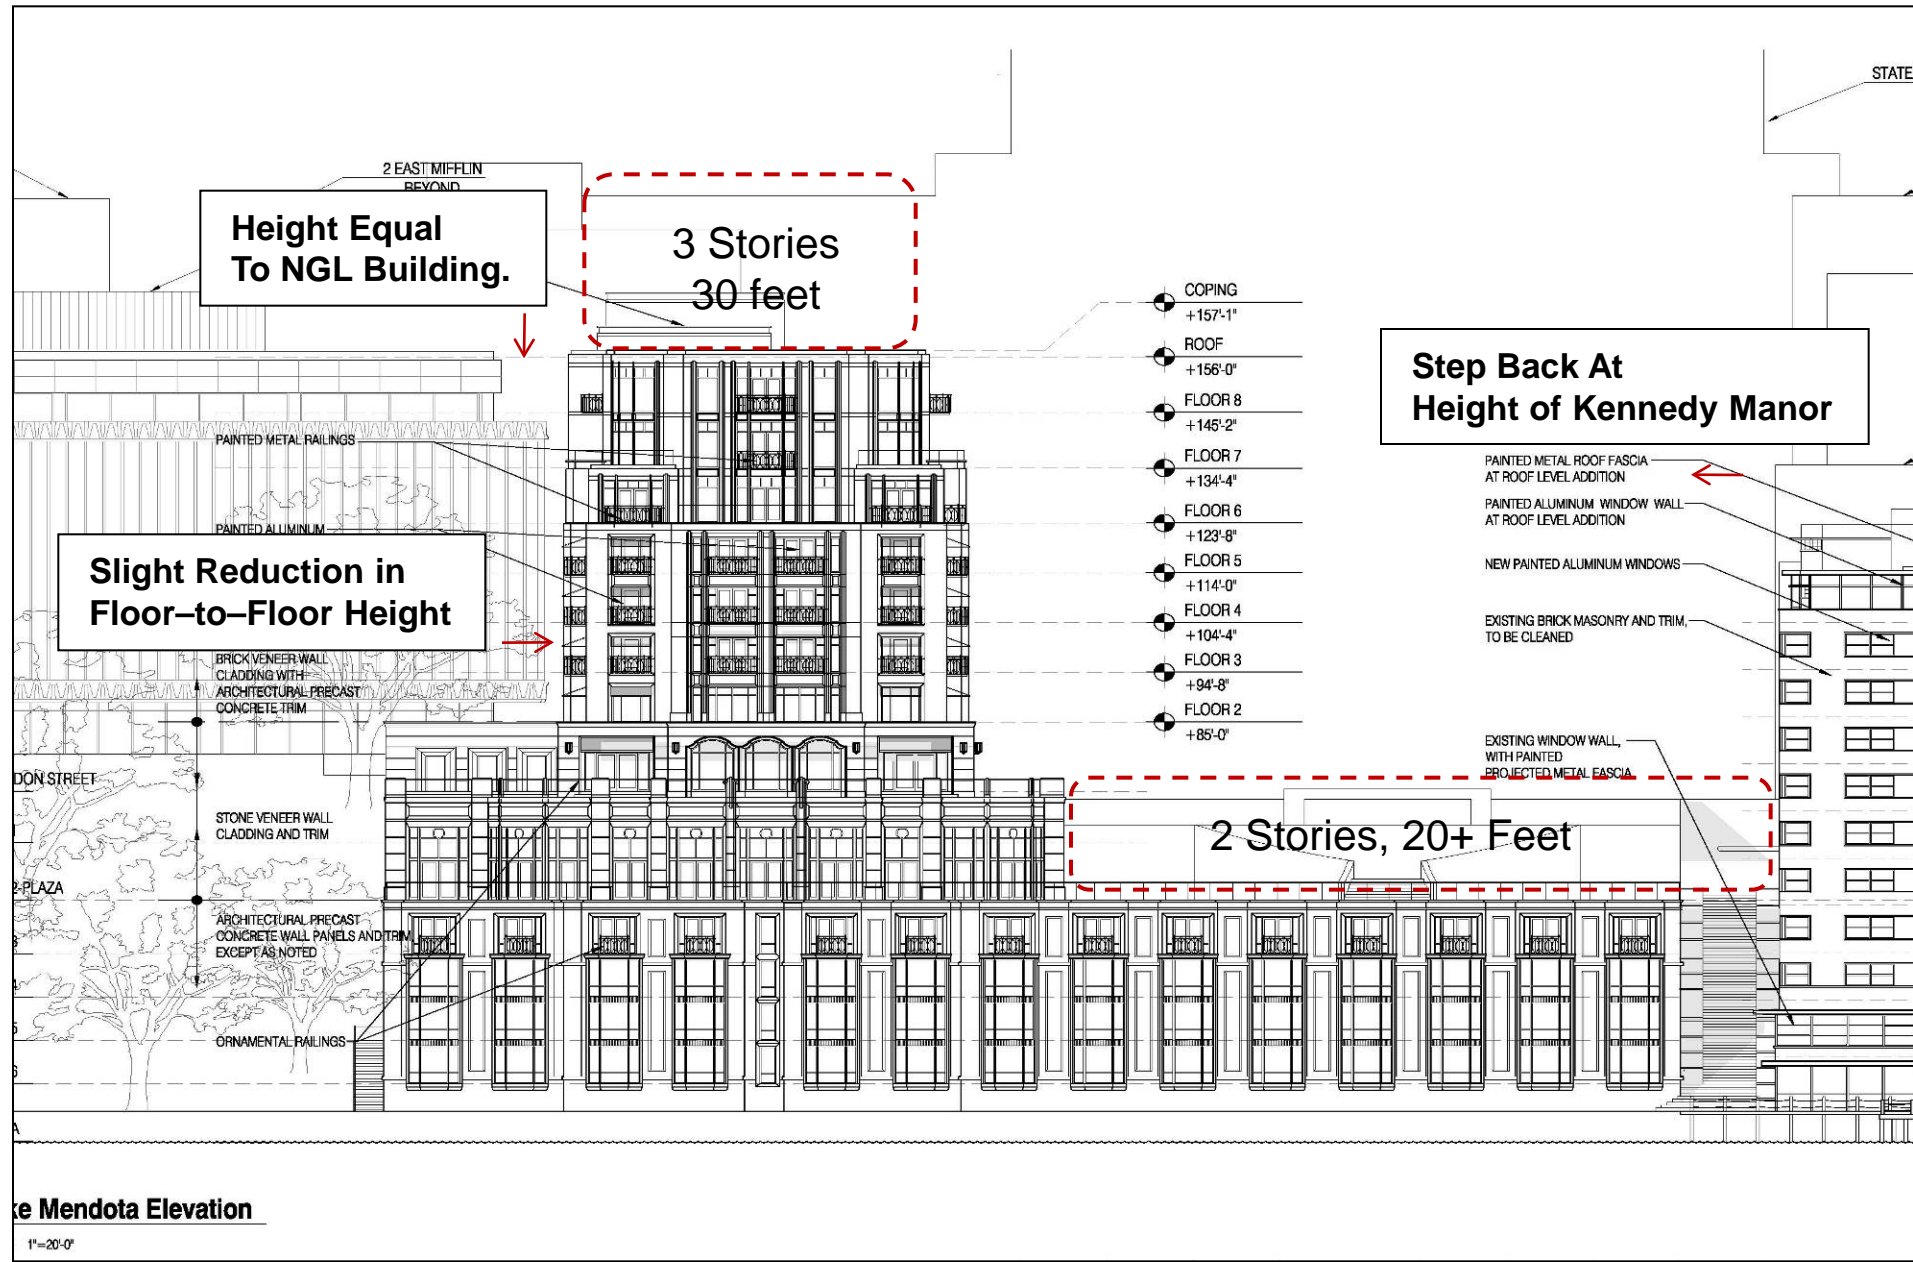 STATE
2 EAST MIFFLIN
BEYOND
Height Equal
To NGL Building.
3 Stories
30 feet
COPING
+157'-1"
ROOF
+156'-0"
FLOOR 8
+145'-2"
FLOOR 7
+134'-4"
FLOOR 6
+123'-8"
FLOOR 5
+114'-0"
FLOOR 4
+104'-4"
FLOOR 3
+94'-8"
FLOOR 2
+85'-0"
Step Back At
Height of Kennedy Manor
PAINTED METAL ROOF FASCIA
AT ROOF LEVEL ADDITION
PAINTED ALUMINUM WINDOW WALL
AT ROOF LEVEL ADDITION
NEW PAINTED ALUMINUM WINDOWS
EXISTING BRICK MASONRY AND TRIM,
TO BE CLEANED
EXISTING WINDOW WALL,
WITH PAINTED
PROJECTED METAL FASCIA
PAINTED METAL RAILINGS
PAINTED ALUMINUM
Slight Reduction in
Floor–to–Floor Height
BRICK VENEER WALL
CLADDING WITH
ARCHITECTURAL PRECAST
CONCRETE TRIM
DON STREET
STONE VENEER WALL
CLADDING AND TRIM
2 Stories, 20+ Feet
2-PLAZA
ARCHITECTURAL PRECAST
CONCRETE WALL PANELS AND TRIM,
EXCEPT AS NOTED
3
4
5
ORNAMENTAL RAILINGS
6
A
ke Mendota Elevation
1"=20'-0"